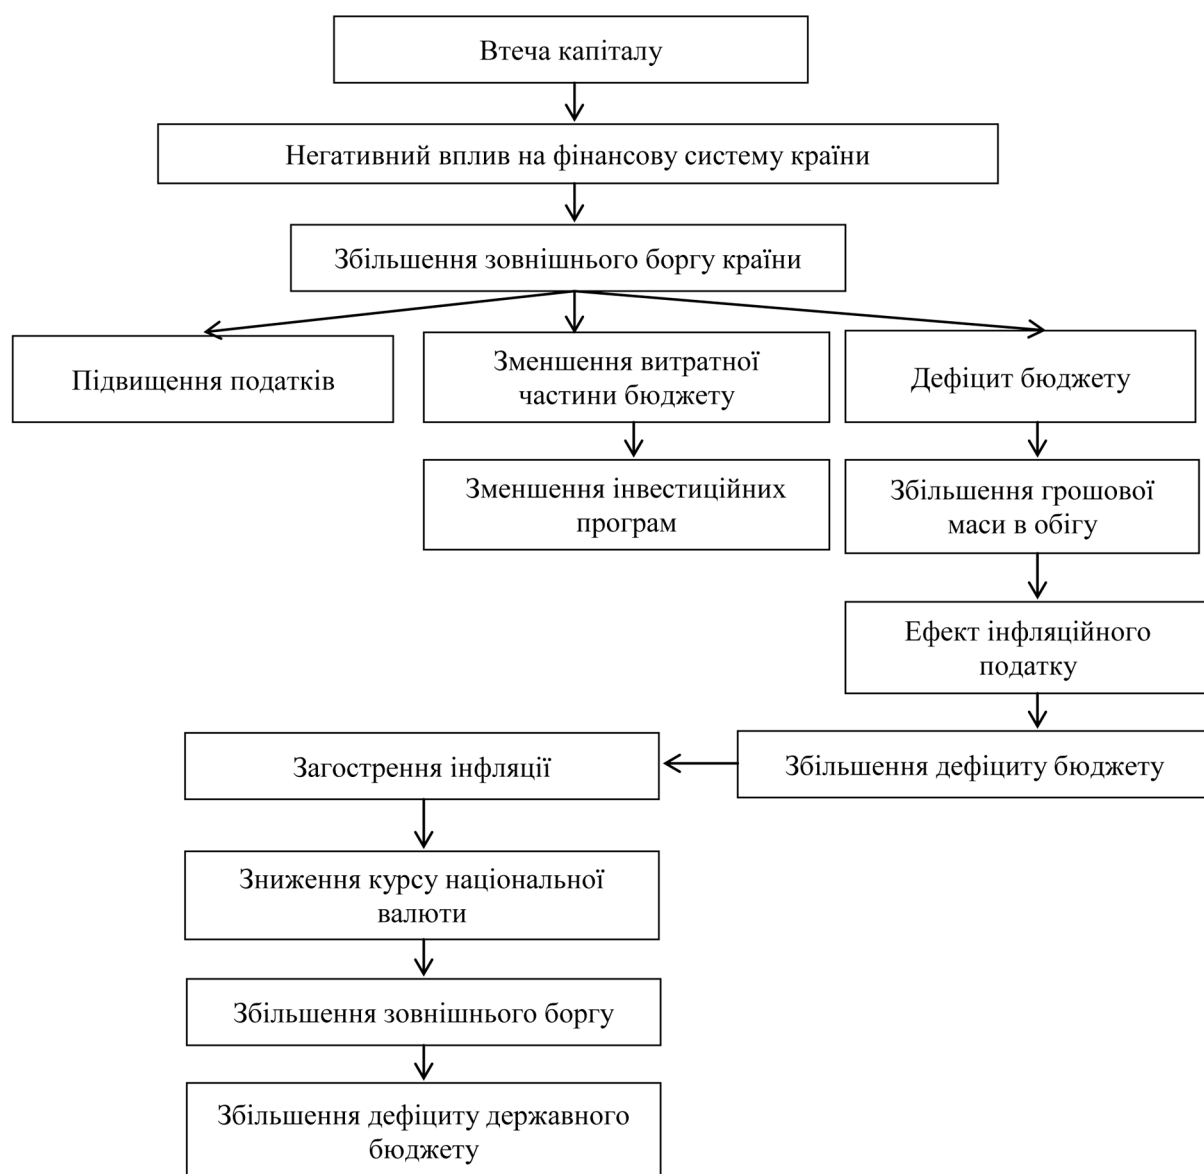 Втеча капіталу
Негативний вплив на фінансову систему країни
Збільшення зовнішнього боргу країни
Підвищення податків
Зменшення витратної
частини бюджету
Дефіцит бюджету
Зменшення інвестиційних
програм
Збільшення грошової
маси в обігу
Ефект інфляційного
податку
Загострення інфляції
Збільшення дефіциту бюджету
Зниження курсу національної
валюти
Збільшення зовнішнього боргу
Збільшення дефіциту державного
бюджету